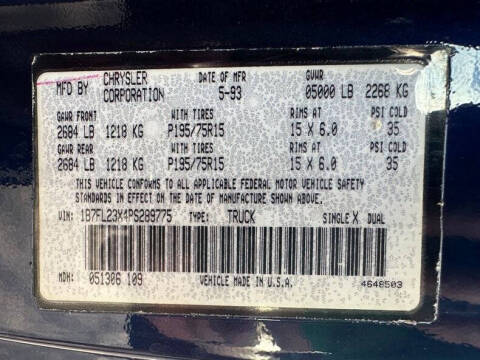 MFD BY CHRYSLER CORPORATION DATE OF MFR 5-93 GVWR 05000 LB 2268 KG
GAWR FRONT WITH TIRES RIMS AT PSI COLD
2684 LB 1218 KG P195/75R15 15 X 6.0 35
GAWR REAR WITH TIRES RIMS AT PSI COLD
2684 LB 1218 KG P195/75R15 15 X 6.0 35
THIS VEHICLE CONFORMS TO ALL APPLICABLE FEDERAL MOTOR VEHICLE SAFETY
STANDARDS IN EFFECT ON THE DATE OF MANUFACTURE SHOWN ABOVE.
VIN: 1B7FL23X4PS289775 TYPE: TRUCK SINGLE X DUAL
MDH: 051306 109 VEHICLE MADE IN U.S.A. 4648503